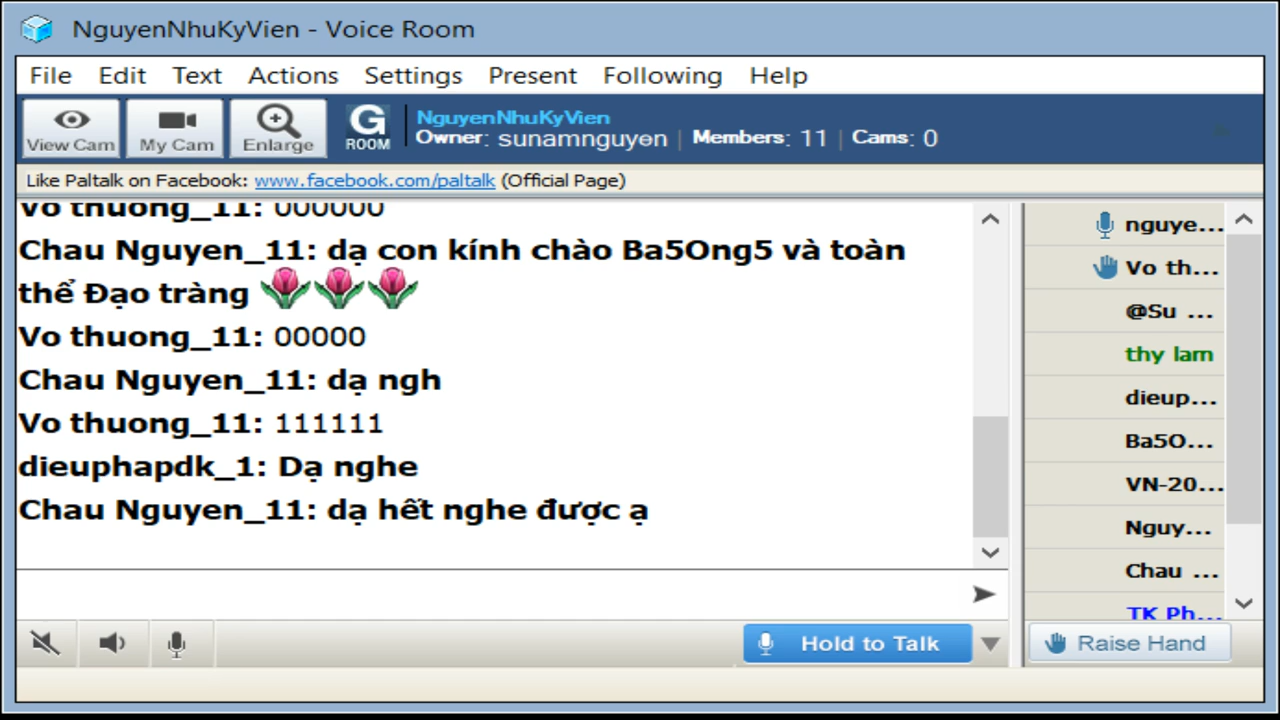 NguyenNhuKyVien - Voice Room
File Edit Text Actions Settings Present Following Help
View Cam
My Cam
Enlarge
G
ROOM
NguyenNhuKyVien
Owner: sunamnguyen | Members: 11 | Cams: 0
Like Paltalk on Facebook: www.facebook.com/paltalk (Official Page)
Vo thuong_11: 000000
Chau Nguyen_11: dạ con kính chào Ba5Ong5 và toàn
thể Đạo tràng
Vo thuong_11: 00000
Chau Nguyen_11: dạ ngh
Vo thuong_11: 111111
dieuphapdk_1: Dạ nghe
Chau Nguyen_11: dạ hết nghe được ạ
nguye...
Vo th...
@Su ...
thy lam
dieup...
Ba5O...
VN-20...
Nguy...
Chau ...
TK Ph...
Hold to Talk
Raise Hand